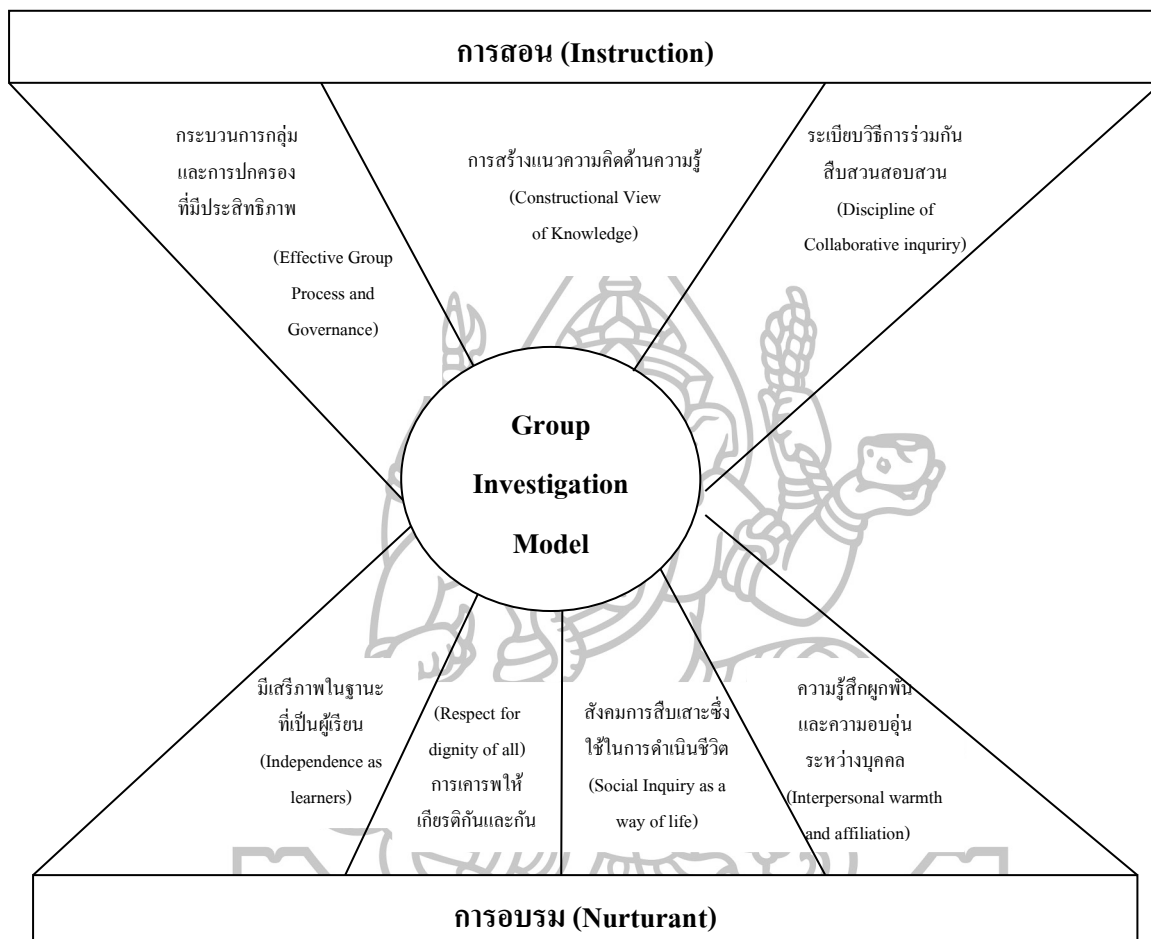 การสอน (Instruction)
กระบวนการกลุ่ม
และการปกครอง
ที่มีประสิทธิภาพ
(Effective Group
Process and
Governance)
การสร้างแนวความคิดด้านความรู้
(Constructional View
of Knowledge)
ระเบียบวิธีการร่วมกัน
สืบสวนสอบสวน
(Discipline of
Collaborative inquriry)
Group
Investigation
Model
มีเสรีภาพในฐานะ
ที่เป็นผู้เรียน
(Independence as
learners)
(Respect for
dignity of all)
การเคารพให้
เกียรติกันและกัน
สังคมการสืบเสาะซึ่ง
ใช้ในการดำเนินชีวิต
(Social Inquiry as a
way of life)
ความรู้สึกผูกพัน
และความอบอุ่น
ระหว่างบุคคล
(Interpersonal warmth
and affiliation)
การอบรม (Nurturant)